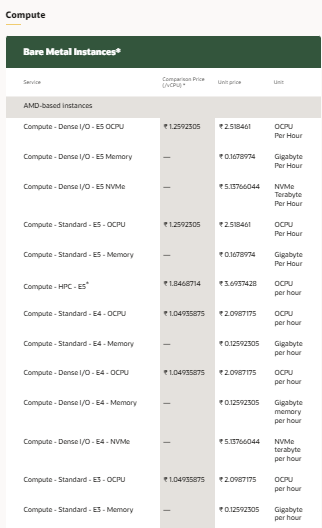 Compute
Bare Metal Instances*
Service Comparison Price (/vCPU) * Unit price Unit
AMD-based instances
Compute - Dense I/O - E5 OCPU ₹1.2592305 ₹2.518461 OCPU Per Hour
Compute - Dense I/O - E5 Memory — ₹0.1678974 Gigabyte Per Hour
Compute - Dense I/O - E5 NVMe — ₹5.13766044 NVMe Terabyte Per Hour
Compute - Standard - E5 - OCPU ₹1.2592305 ₹2.518461 OCPU Per Hour
Compute - Standard - E5 - Memory — ₹0.1678974 Gigabyte Per Hour
Compute - HPC - E5* ₹1.8468714 ₹3.6937428 OCPU per hour
Compute - Standard - E4 - OCPU ₹1.04935875 ₹2.0987175 OCPU per hour
Compute - Standard - E4 - Memory — ₹0.12592305 Gigabyte per hour
Compute - Dense I/O - E4 - OCPU ₹1.04935875 ₹2.0987175 OCPU per hour
Compute - Dense I/O - E4 - Memory — ₹0.12592305 Gigabyte memory per hour
Compute - Dense I/O - E4 - NVMe — ₹5.13766044 NVMe terabyte per hour
Compute - Standard - E3 - OCPU ₹1.04935875 ₹2.0987175 OCPU per hour
Compute - Standard - E3 - Memory — ₹0.12592305 Gigabyte per hour